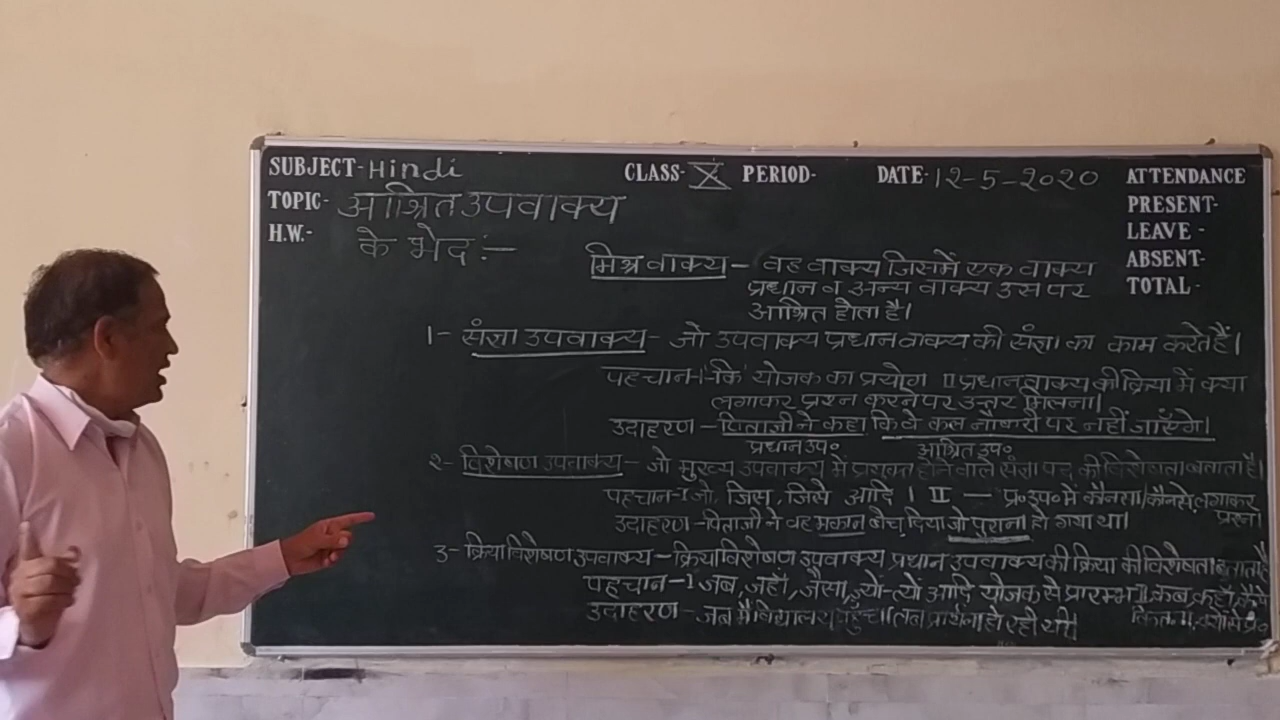 SUBJECT- Hindi CLASS- X PERIOD- DATE- 12-5-2020 ATTENDANCE
TOPIC- आश्रित उपवाक्य PRESENT-
H.W.- के भेद :- LEAVE -
ABSENT-
TOTAL -
मिश्र वाक्य - वह वाक्य जिसमें एक वाक्य
प्रधान व अन्य वाक्य उस पर
आश्रित होता है।
1- संज्ञा उपवाक्य - जो उपवाक्य प्रधान वाक्य की संज्ञा का काम करते हैं।
पहचान - I 'कि' योजक का प्रयोग II प्रधान वाक्य की क्रिया में क्या
लगाकर प्रश्न करने पर उत्तर मिलना।
उदाहरण - पिताजी ने कहा कि वे कल नौकरी पर नहीं जाएँगे।
प्रधान उप० आश्रित उप०
2- विशेषण उपवाक्य - जो मुख्य उपवाक्य में प्रयुक्त होने वाले संज्ञा पद की विशेषता बताता है।
पहचान - I जो, जिस, जिसे आदि । II — प्र० उप० में कौनसा/कौनसे लगाकर
प्रश्न।
उदाहरण - पिताजी ने वह मकान बेच दिया जो पुराना हो गया था।
3- क्रिया विशेषण उपवाक्य - क्रियाविशेषण उपवाक्य प्रधान उपवाक्य की क्रिया की विशेषता बताता है
पहचान - I जब, जहाँ, जैसा, ज्यों-त्यों आदि योजक से प्रारम्भ II कब, कहाँ, कैसे
उदाहरण - जब मैं विद्यालय पहुँचा तब प्रार्थना हो रही थी।